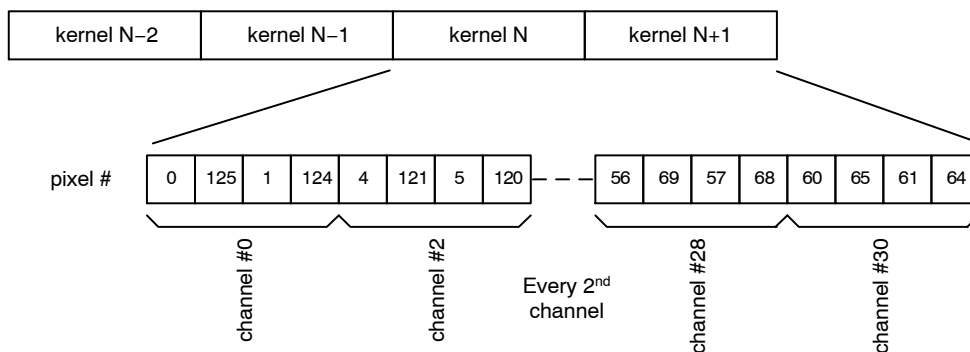 kernel N−2 kernel N−1 kernel N kernel N+1
pixel # 0 125 1 124 4 121 5 120 56 69 57 68 60 65 61 64
channel #0 channel #2 channel #28 channel #30
Every 2nd
channel